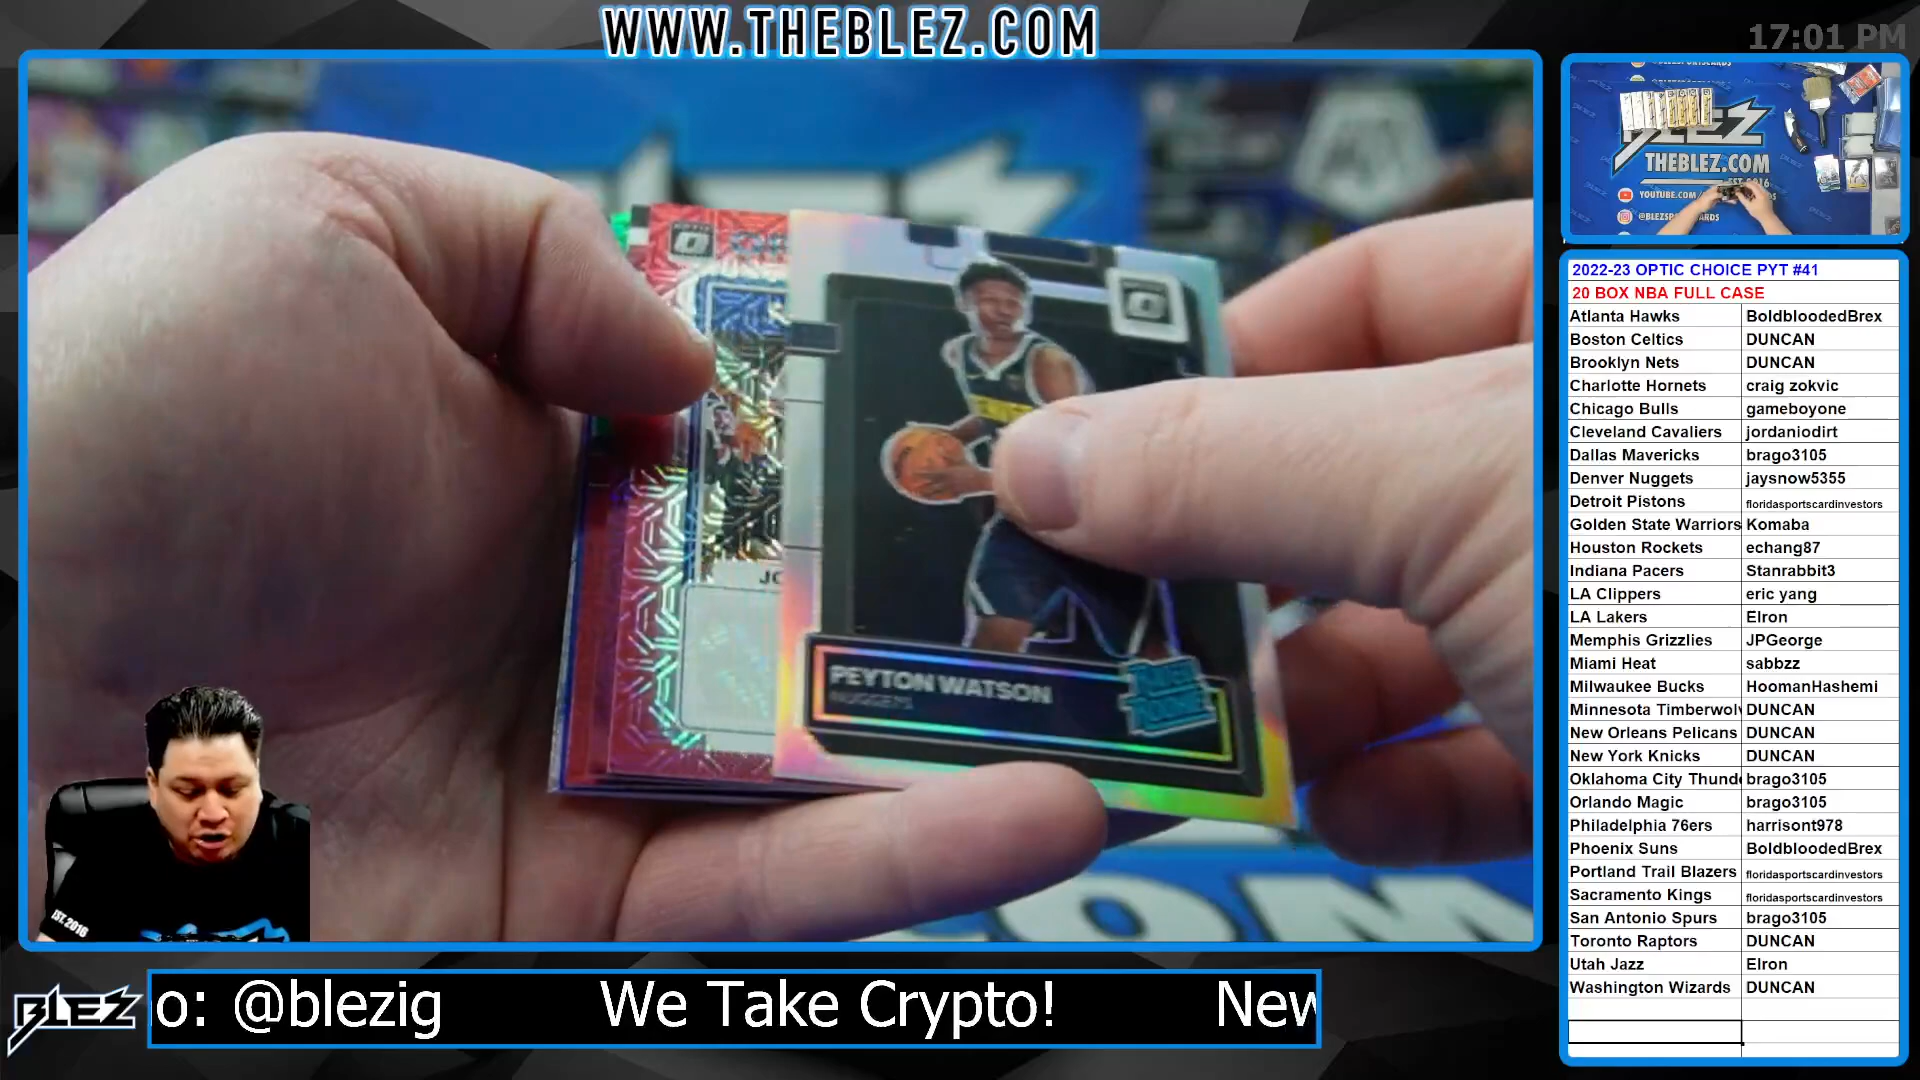 WWW.THEBLEZ.COM
17:01 PM
BLEZ
THEBLEZ.COM
2022-23 OPTIC CHOICE PYT #41
20 BOX NBA FULL CASE
Atlanta Hawks BoldbloodedBrex
Boston Celtics DUNCAN
Brooklyn Nets DUNCAN
Charlotte Hornets craig zokvic
Chicago Bulls gameboyone
Cleveland Cavaliers jordaniodirt
Dallas Mavericks brago3105
Denver Nuggets jaysnow5355
Detroit Pistons floridasportscardinvestors
Golden State Warriors Komaba
Houston Rockets echang87
Indiana Pacers Stanrabbit3
LA Clippers eric yang
LA Lakers Elron
Memphis Grizzlies JPGeorge
Miami Heat sabbzz
Milwaukee Bucks HoomanHashemi
Minnesota Timberwolv DUNCAN
New Orleans Pelicans DUNCAN
New York Knicks DUNCAN
Oklahoma City Thunde brago3105
Orlando Magic brago3105
Philadelphia 76ers harrisont978
Phoenix Suns BoldbloodedBrex
Portland Trail Blazers floridasportscardinvestors
Sacramento Kings floridasportscardinvestors
San Antonio Spurs brago3105
Toronto Raptors DUNCAN
Utah Jazz Elron
Washington Wizards DUNCAN
PEYTON WATSON
NUGGETS
EST.2016
BLEZ
o: @blezig We Take Crypto! New